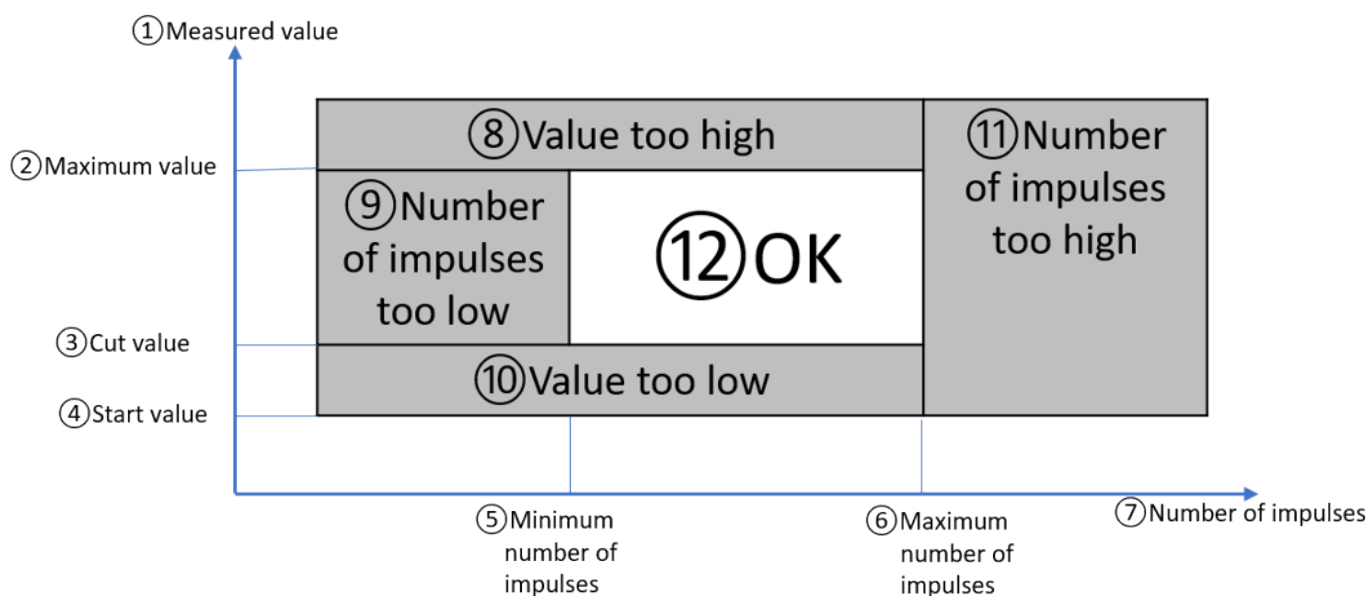 ①Measured value
⑧Value too high
⑪Number
of impulses
too high
②Maximum value
⑨Number
of impulses
too low
⑫OK
③Cut value
⑩Value too low
④Start value
⑤Minimum
number of
impulses
⑥Maximum
number of
impulses
⑦Number of impulses